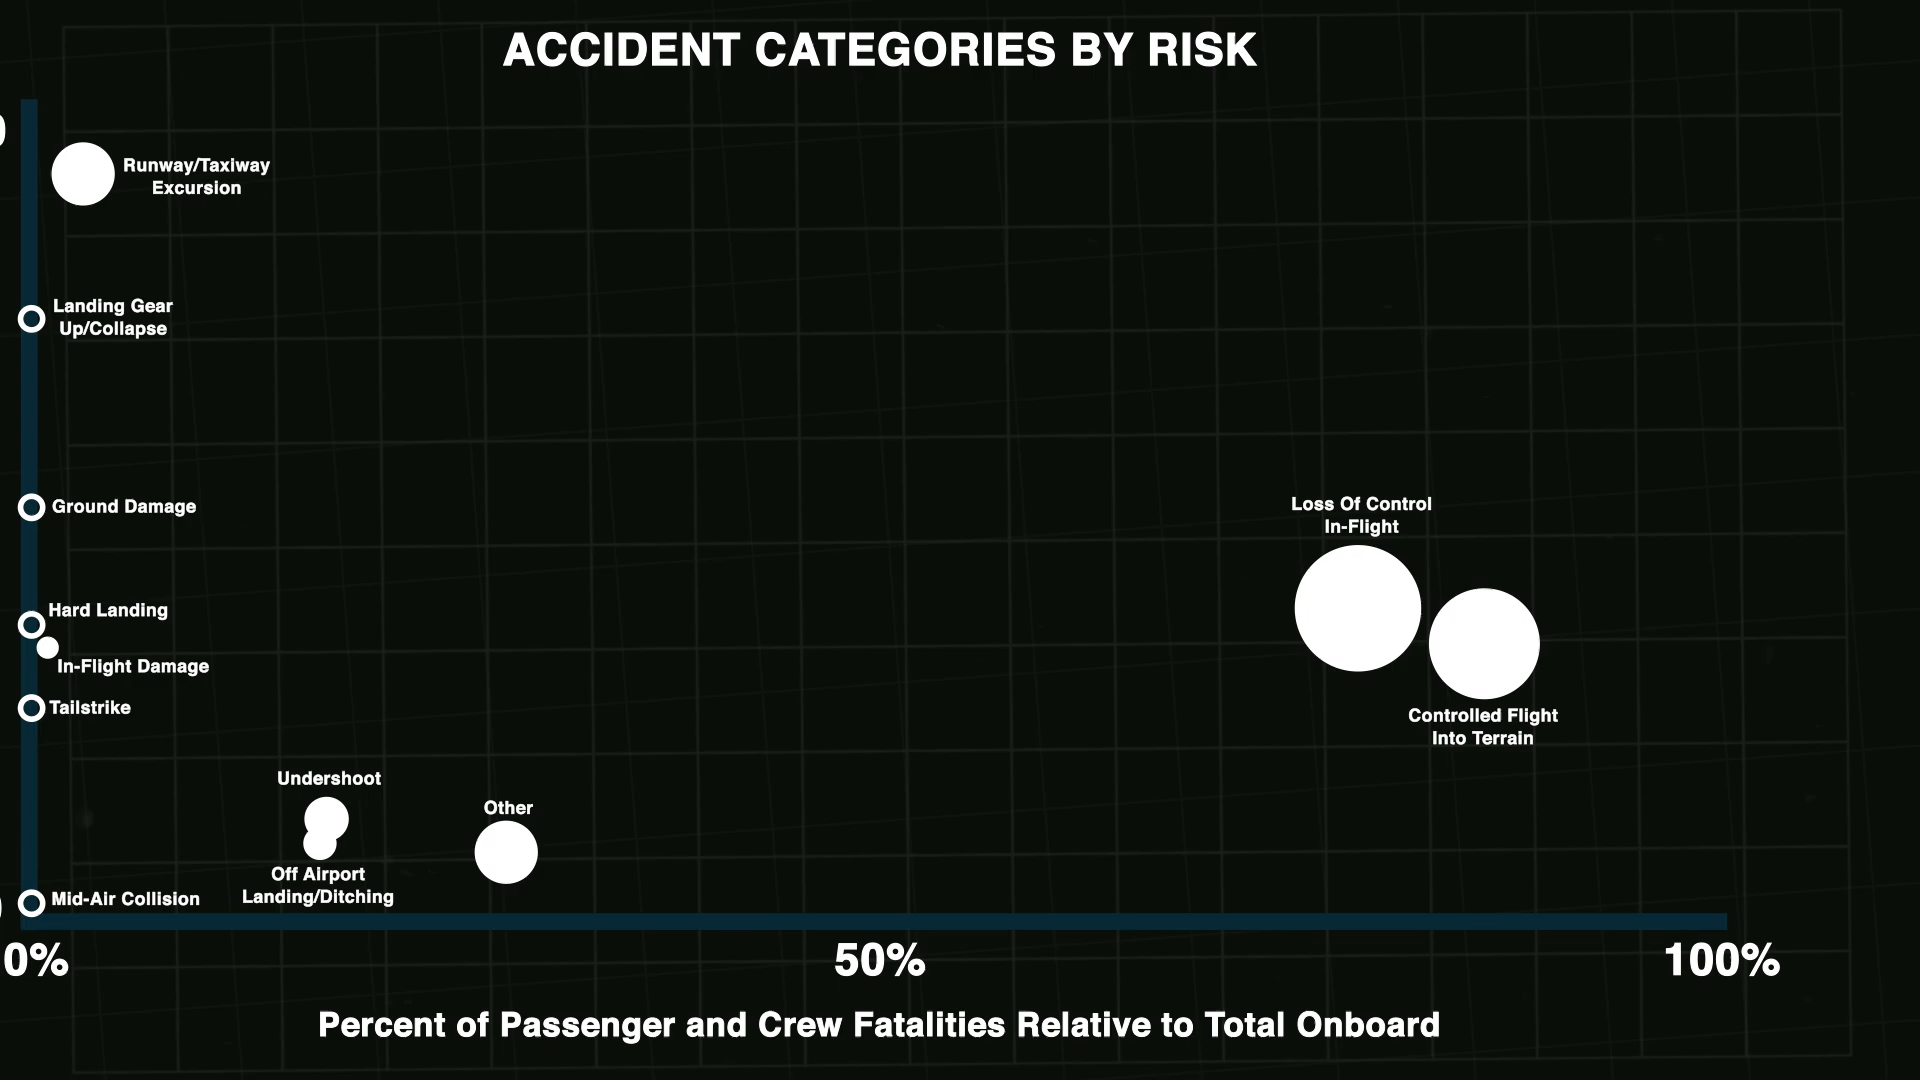 ACCIDENT CATEGORIES BY RISK
Runway/Taxiway
Excursion
Landing Gear
Up/Collapse
Ground Damage
Loss Of Control
In-Flight
Hard Landing
In-Flight Damage
Tailstrike
Controlled Flight
Into Terrain
Undershoot
Other
Off Airport
Landing/Ditching
Mid-Air Collision
0%
50%
100%
Percent of Passenger and Crew Fatalities Relative to Total Onboard